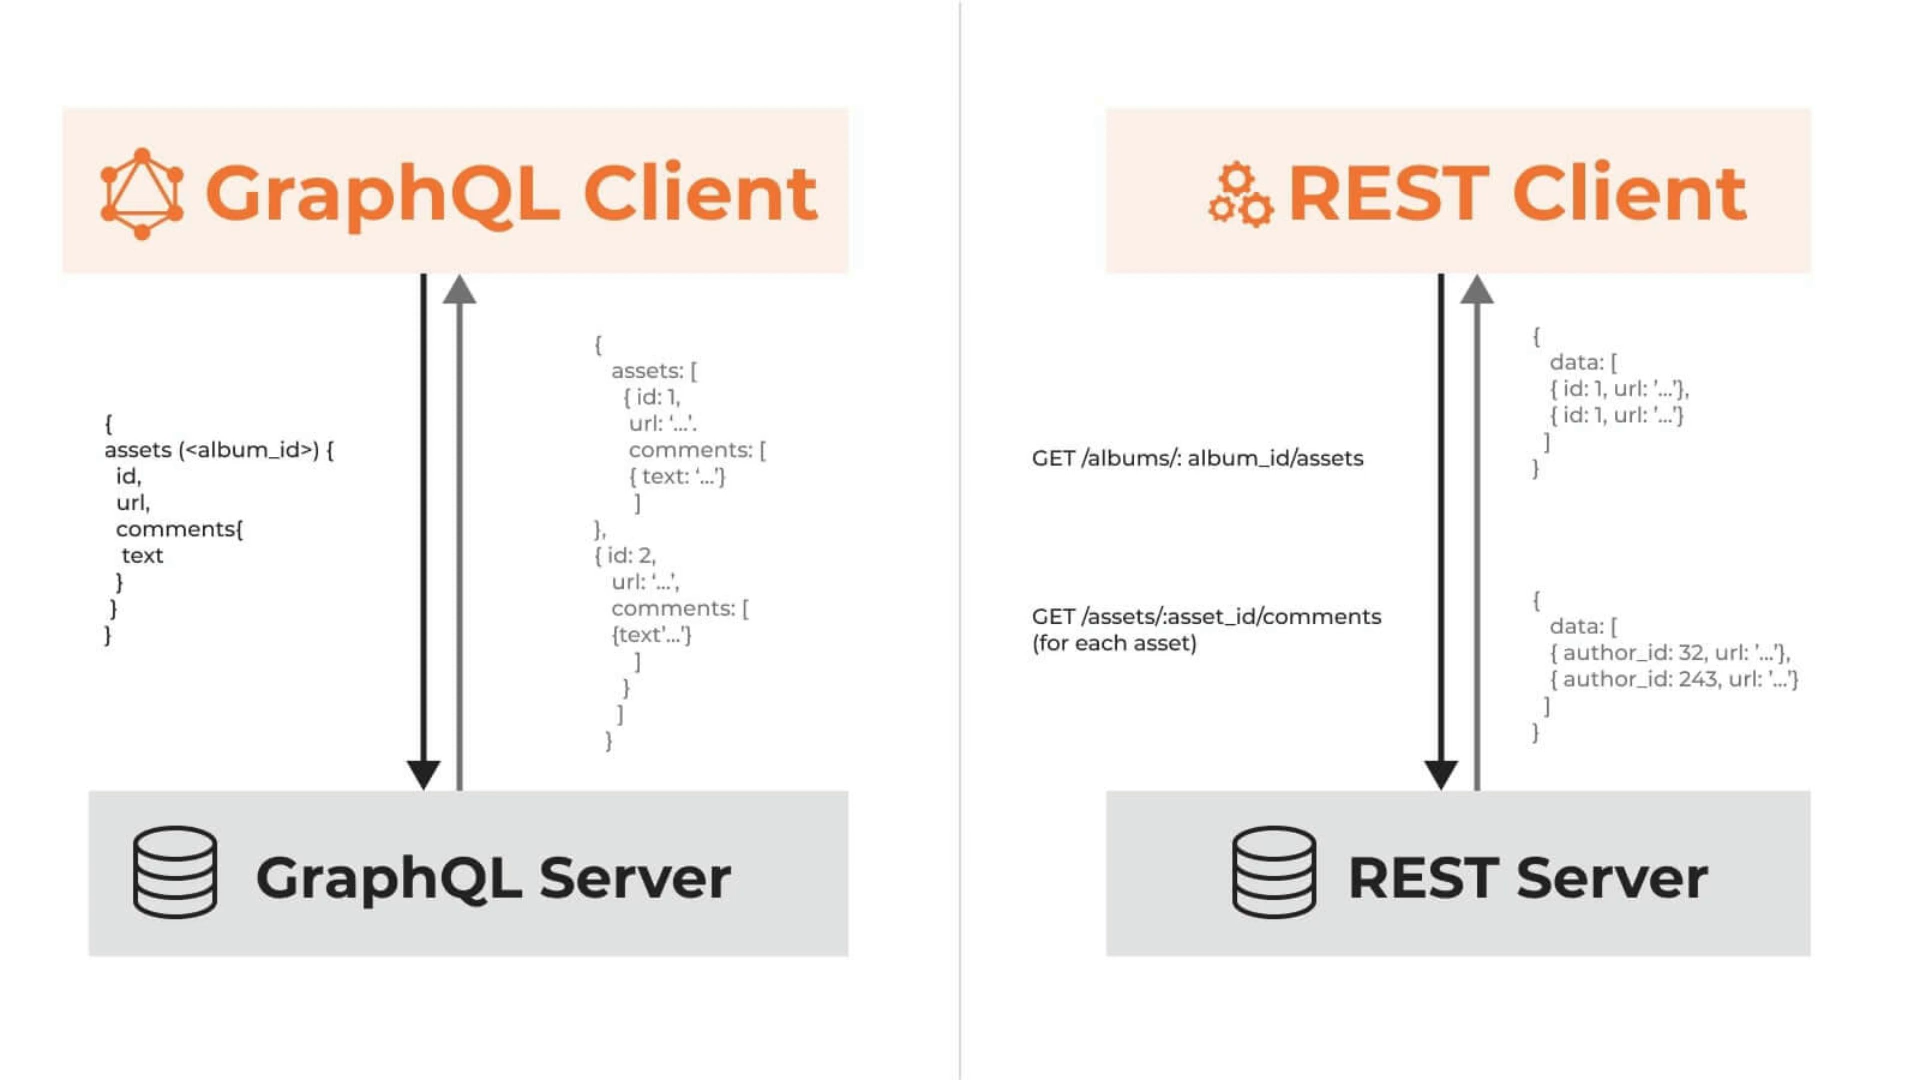 GraphQL Client
{
assets (<album_id>) {
id,
url,
comments{
text
}
}
}
{
assets: [
{ id: 1,
url: ‘...’.
comments: [
{ text: ‘...’}
]
},
{ id: 2,
url: ‘...’,
comments: [
{text’...’}
]
}
]
}
GraphQL Server
REST Client
GET /albums/: album_id/assets
{
data: [
{ id: 1, url: ’...’},
{ id: 1, url: ’...’}
]
}
GET /assets/:asset_id/comments
(for each asset)
{
data: [
{ author_id: 32, url: ’...’},
{ author_id: 243, url: ’...’}
]
}
REST Server